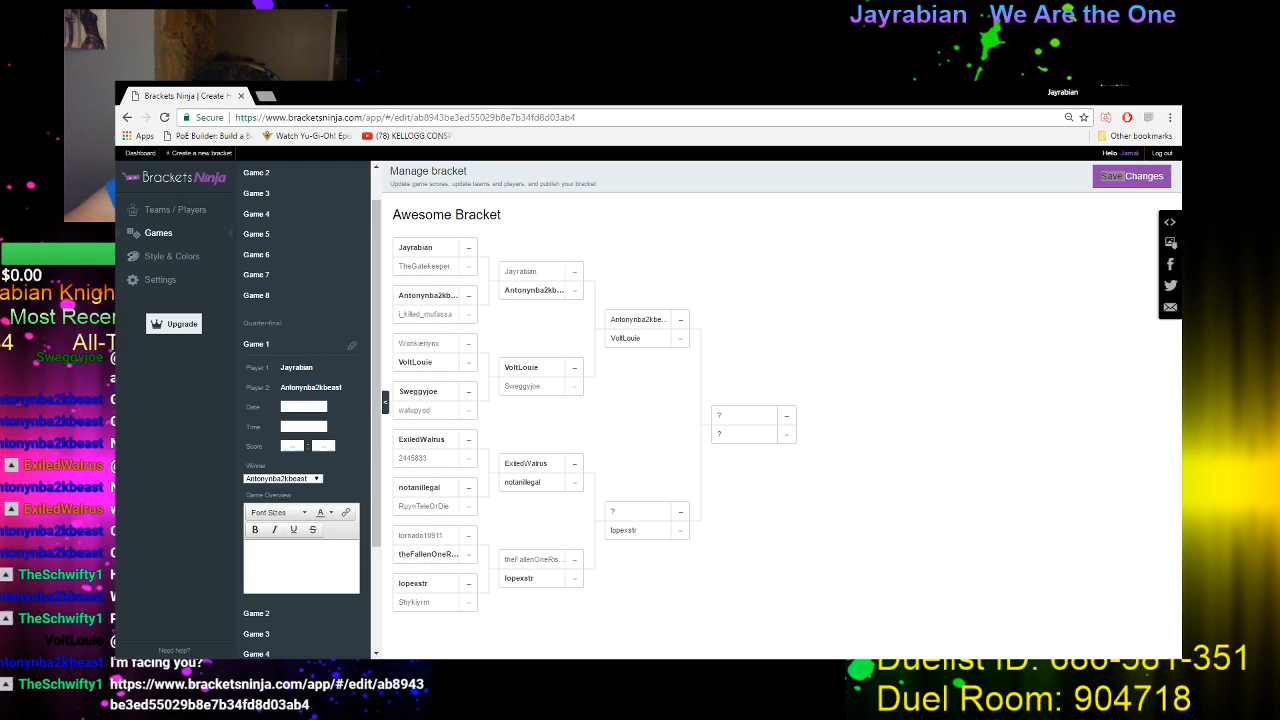 Jayrabian We Are the One
Jayrabian
Brackets Ninja | Create H
Secure https://www.bracketsninja.com/app/#/edit/ab8943be3ed55029b8e7b34fd8d03ab4
Apps PoE Builder: Build a Watch Yu-Gi-Oh! Epis (78) KELLOGG CONSP Other bookmarks
Dashboard + Create a new bracket Hello Jamal Log out
Brackets Ninja
Teams / Players
Games
Style & Colors
Settings
Upgrade
Need help?
Game 2
Game 3
Game 4
Game 5
Game 6
Game 7
Game 8
Quarter-final
Game 1
Player 1 Jayrabian
Player 2 Antonynba2kbeast
Date
Time
Score -- - --
Winner
Antonynba2kbeast
Game Overview
Font Sizes A
B I U S
Game 2
Game 3
Game 4
Manage bracket
Update game scores, update teams and players, and publish your bracket
Save Changes
Awesome Bracket
Jayrabian –
TheGatekeeper –
Antonynba2kb... –
i_killed_mufassa –
Wonkierlynx –
VoltLouie –
Sweggyjoe –
watupyod –
ExiledWalrus –
2445833 –
notanillegal –
RuynTeleOrDie –
tornado10911 –
theFallenOneR... –
lopexstr –
Shykiyrm –
Jayrabian –
Antonynba2kb... –
VoltLouie –
Sweggyjoe –
ExiledWalrus –
notanillegal –
theFallenOneRis... –
lopexstr –
Antonynba2kbe... –
VoltLouie –
? –
lopexstr –
? –
? –
$0.00
abian Knigh
Most Recen
4 All-T
Sweggyjoe @
a
ntonynba2kbeast
ntonynba2kbeast
ntonynba2kbeast
ExiledWalrus @
ntonynba2kbeast
ExiledWalrus
ntonynba2kbeast
ntonynba2kbeast
TheSchwifty1 H
ntonynba2kbeast
TheSchwifty1
VoltLouie @
ntonynba2kbeast I'm facing you?
TheSchwifty1 https://www.bracketsninja.com/app/#/edit/ab8943
be3ed55029b8e7b34fd8d03ab4
Duelist ID: 686-581-351
Duel Room: 904718